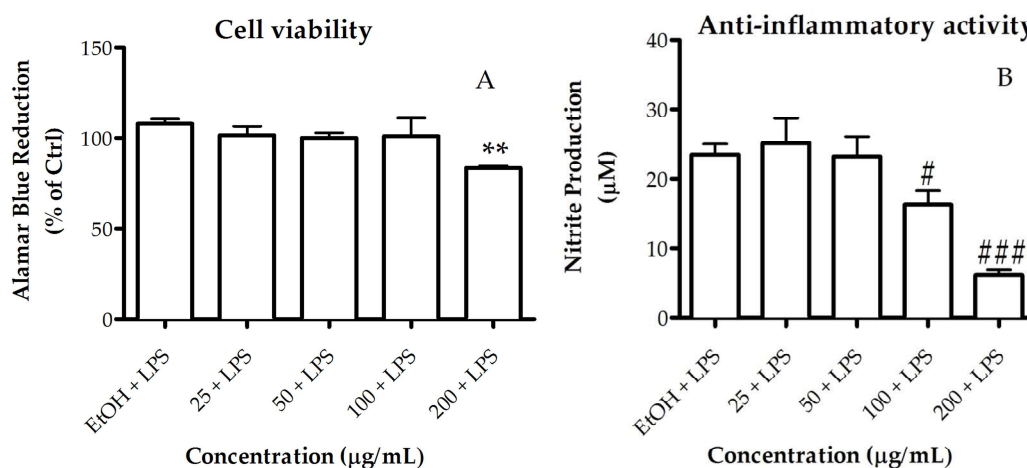 Cell viability
A
Alamar Blue Reduction
(% of Ctrl)
150
100
50
0
**
EtOH + LPS
25 + LPS
50 + LPS
100 + LPS
200 + LPS
Concentration (μg/mL)
Anti-inflammatory activity
B
Nitrite Production
(μM)
40
30
20
10
0
#
###
EtOH + LPS
25 + LPS
50 + LPS
100 + LPS
200 + LPS
Concentration (μg/mL)